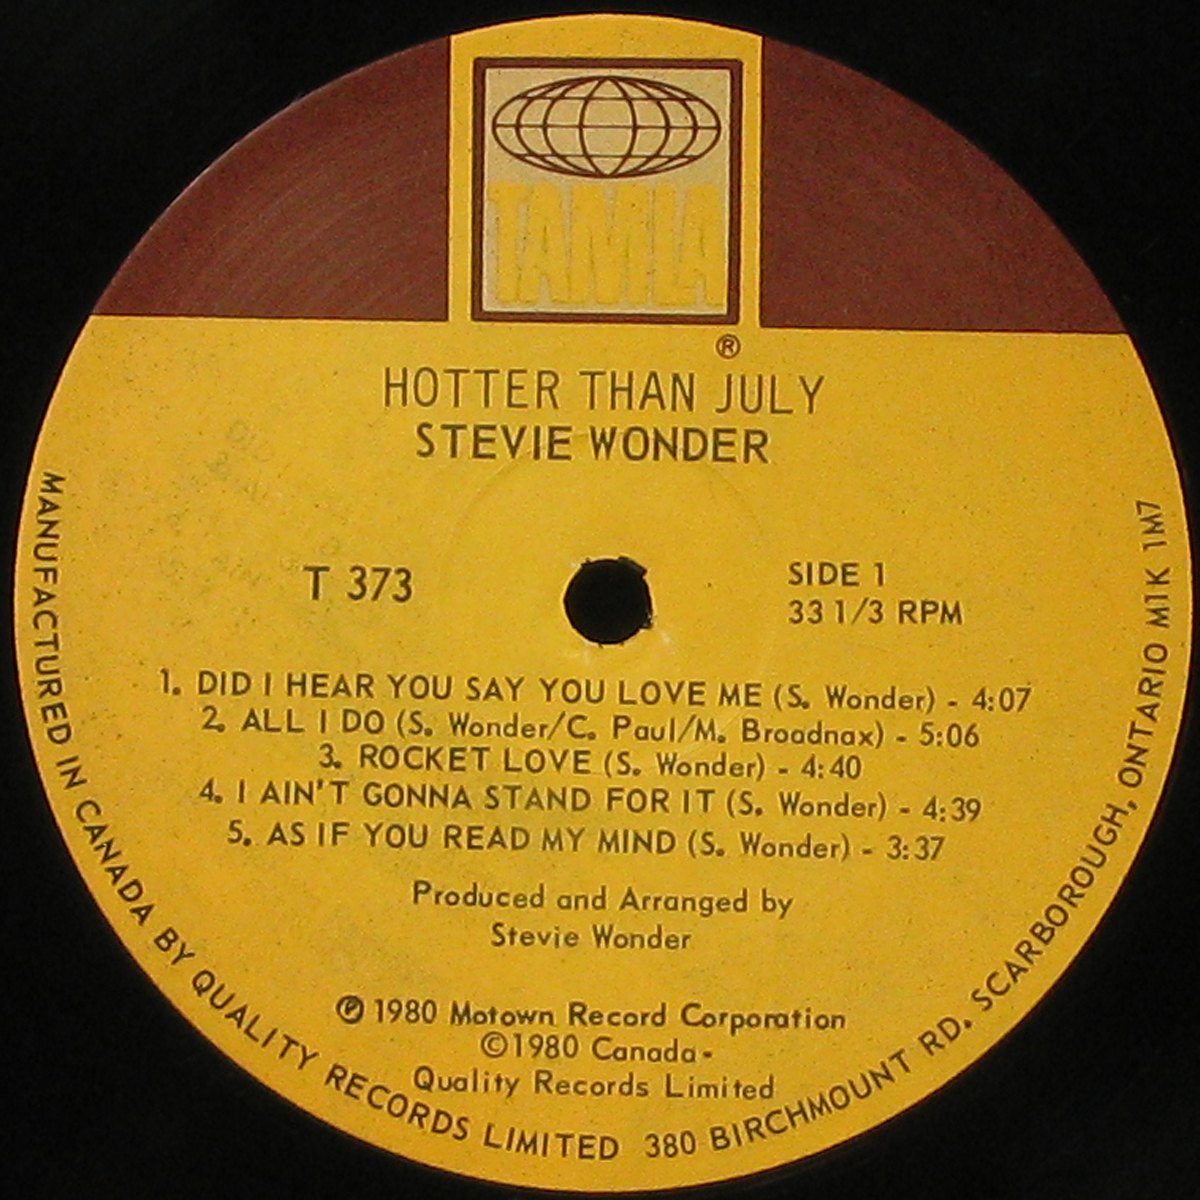 TAMLA
®
HOTTER THAN JULY
STEVIE WONDER
T 373
SIDE 1
33 1/3 RPM
1. DID I HEAR YOU SAY YOU LOVE ME (S. Wonder) - 4:07
2. ALL I DO (S. Wonder/C. Paul/M. Broadnax) - 5:06
3. ROCKET LOVE (S. Wonder) - 4:40
4. I AIN'T GONNA STAND FOR IT (S. Wonder) - 4:39
5. AS IF YOU READ MY MIND (S. Wonder) - 3:37
Produced and Arranged by
Stevie Wonder
℗ 1980 Motown Record Corporation
©1980 Canada-
Quality Records Limited
MANUFACTURED IN CANADA BY QUALITY RECORDS LIMITED 380 BIRCHMOUNT RD. SCARBOROUGH, ONTARIO M1K 1M7